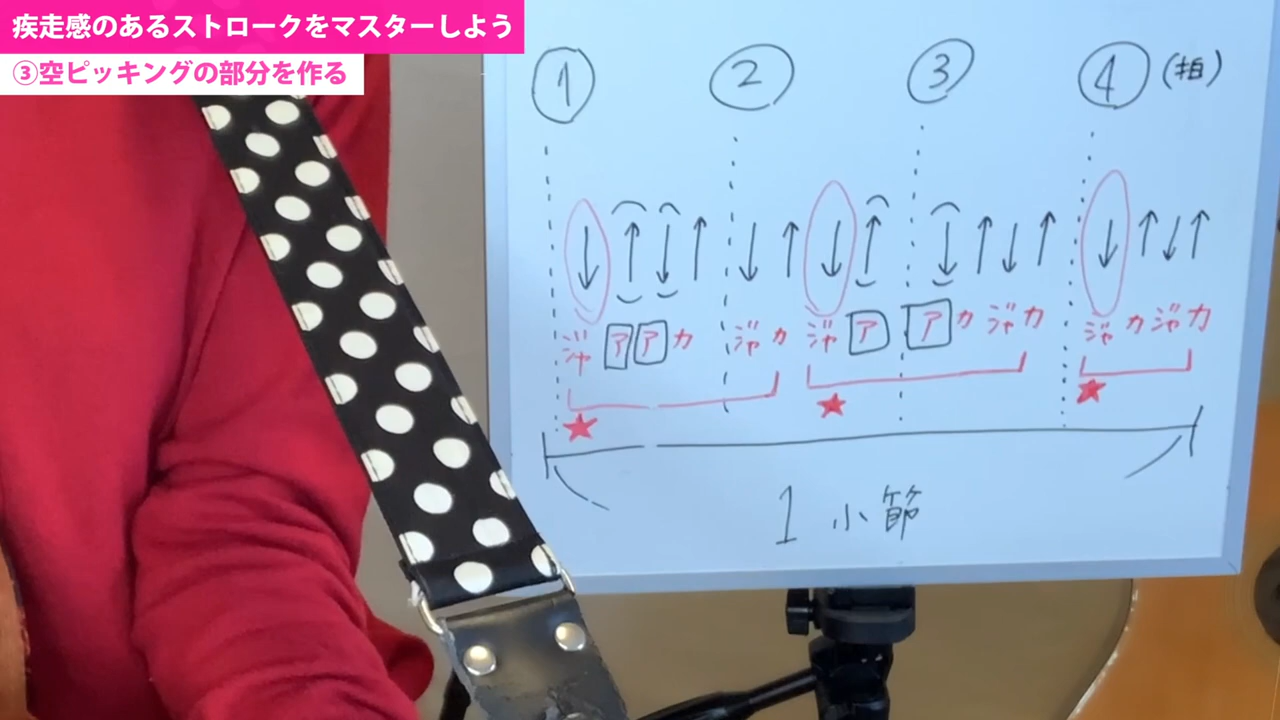 疾走感のあるストロークをマスターしよう
③空ピッキングの部分を作る
① ② ③ ④ (拍)
↓ ↑ ↓ ↑ ↓ ↑ ↓ ↑ ↓ ↑ ↓ ↑ ↓ ↑ ↓ ↑
ジャ ア ア カ ジャ カ ジャ ア ア カ ジャ カ ジャ カ ジャ カ
★ ★ ★
1 小節